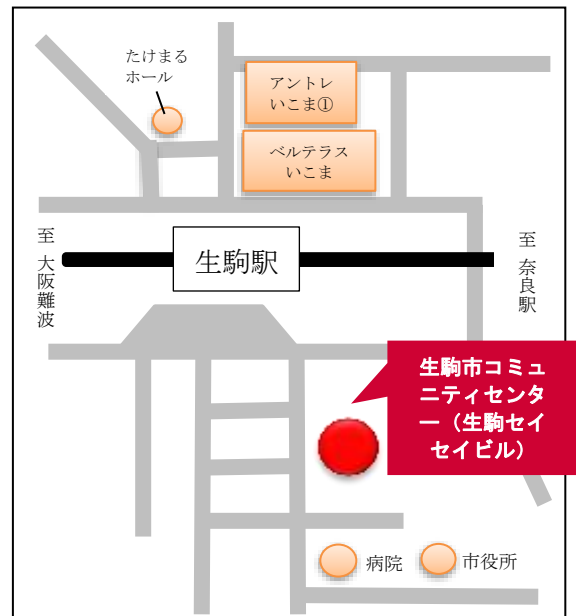 たけまる
ホール
アントレ
いこま①
ベルテラス
いこま
至 大阪難波
生駒駅
至 奈良駅
生駒市コミュ
ニティセンタ
ー（生駒セイ
セイビル）
病院
市役所